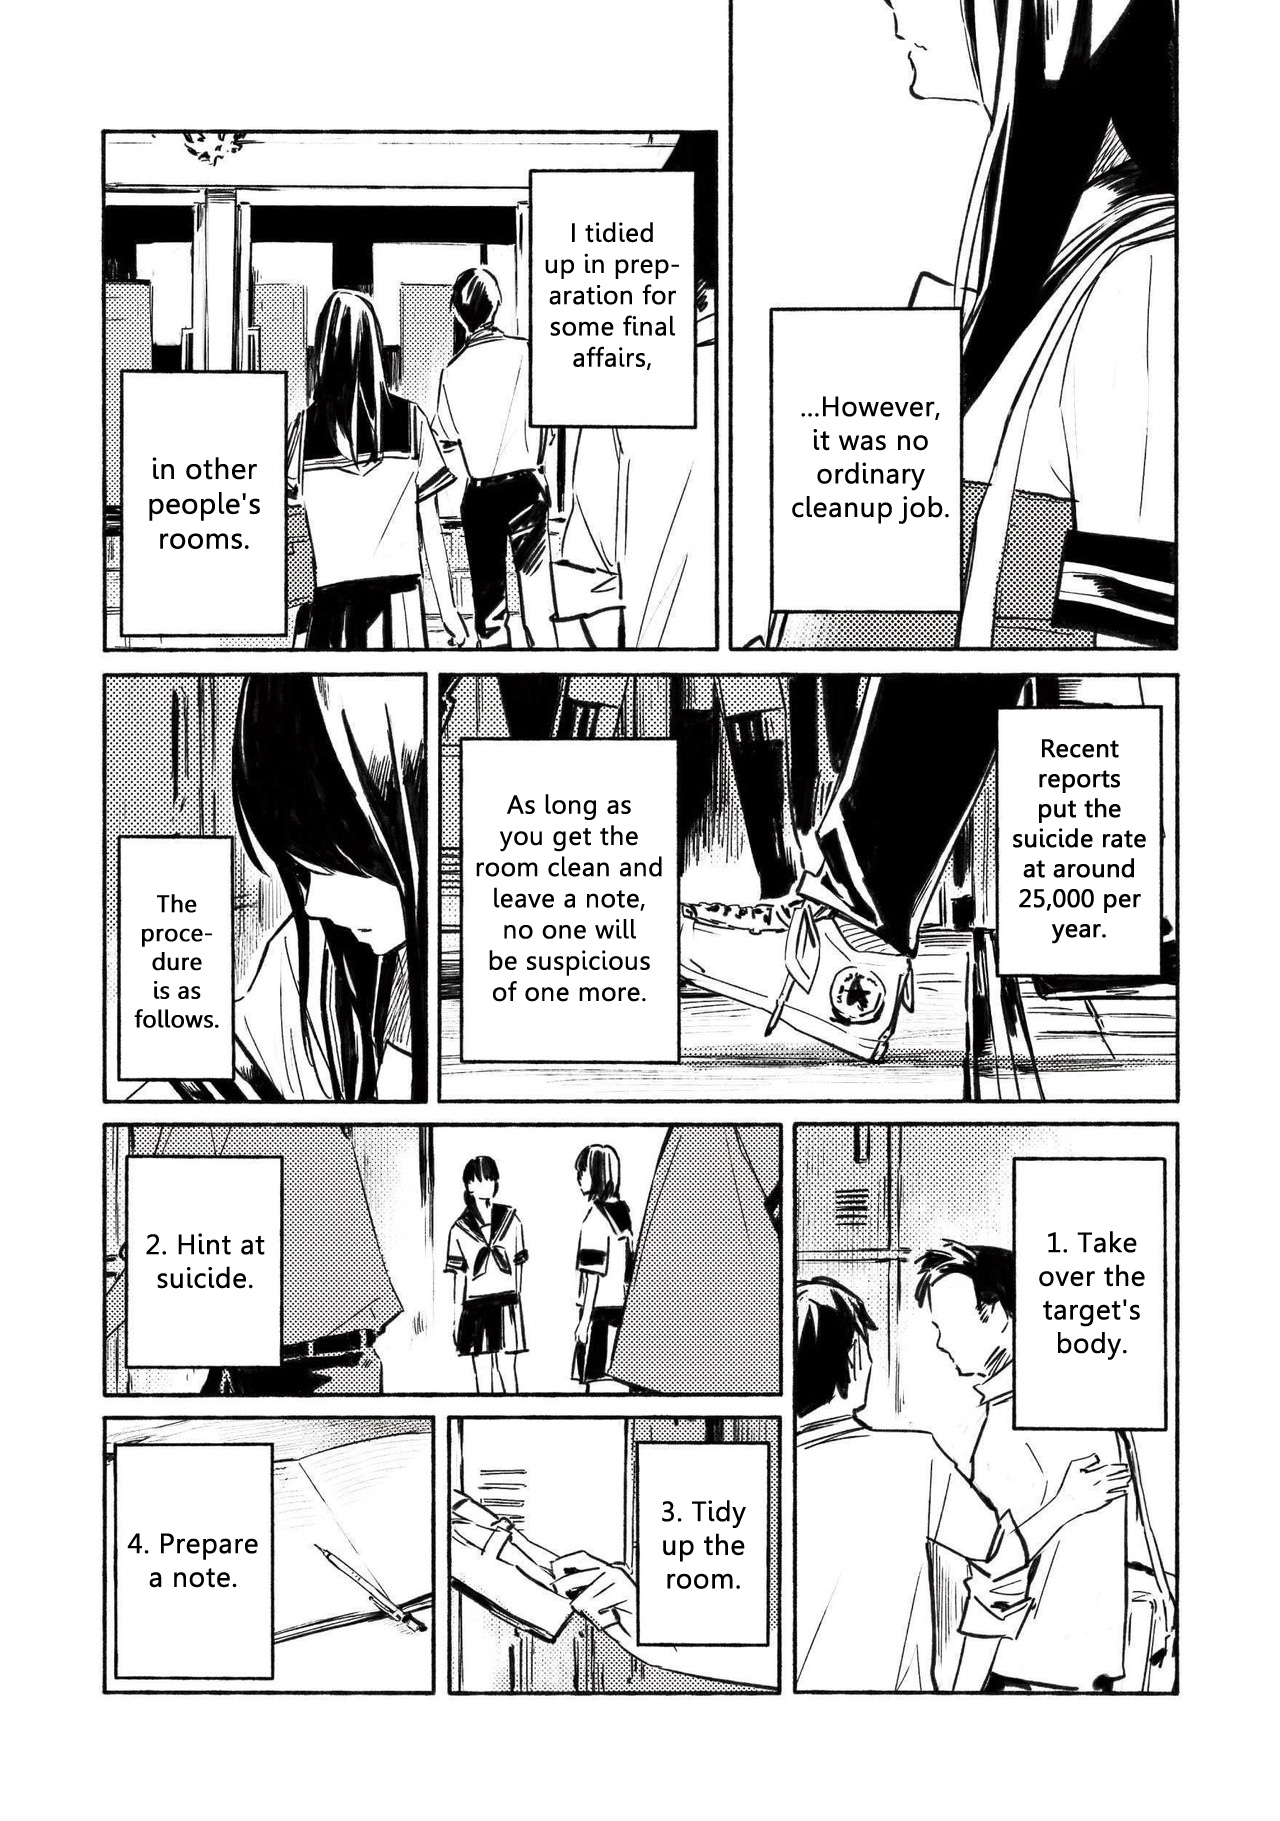 ...However,
it was no
ordinary
cleanup job.
I tidied
up in prep-
aration for
some final
affairs,
in other
people's
rooms.
Recent
reports
put the
suicide rate
at around
25,000 per
year.
As long as
you get the
room clean and
leave a note,
no one will
be suspicious
of one more.
The
proce-
dure
is as
follows.
1. Take
over the
target's
body.
2. Hint at
suicide.
3. Tidy
up the
room.
4. Prepare
a note.